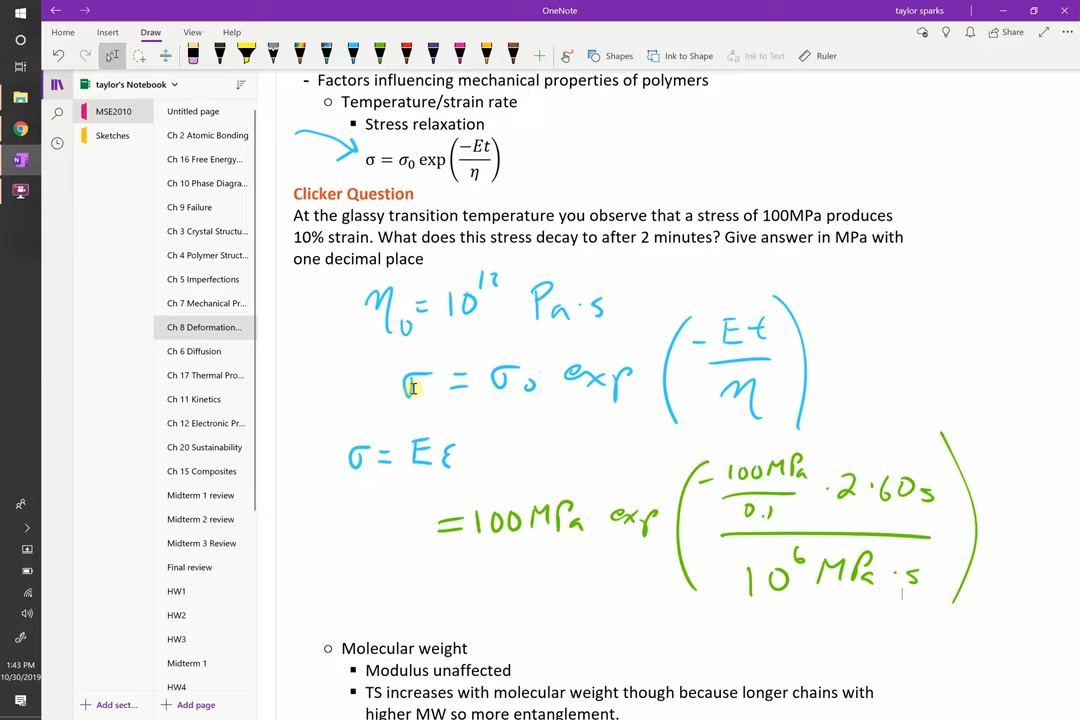 OneNote
taylor sparks
Home Insert Draw View Help
Share
Shapes Ink to Shape Ink to Text Ruler
taylor's Notebook
MSE2010
Sketches
Untitled page
Ch 2 Atomic Bonding
Ch 16 Free Energy...
Ch 10 Phase Diagra...
Ch 9 Failure
Ch 3 Crystal Structu...
Ch 4 Polymer Struct...
Ch 5 Imperfections
Ch 7 Mechanical Pr...
Ch 8 Deformation...
Ch 6 Diffusion
Ch 17 Thermal Pro...
Ch 11 Kinetics
Ch 12 Electronic Pr...
Ch 20 Sustainability
Ch 15 Composites
Midterm 1 review
Midterm 2 review
Midterm 3 Review
Final review
HW1
HW2
HW3
Midterm 1
HW4
+ Add sect...
+ Add page
- Factors influencing mechanical properties of polymers
○ Temperature/strain rate
▪ Stress relaxation
σ = σ₀ exp(−Et/η)
Clicker Question
At the glassy transition temperature you observe that a stress of 100MPa produces
10% strain. What does this stress decay to after 2 minutes? Give answer in MPa with
one decimal place
η₀ = 10¹² Pa·s
σ = σ₀ exp(−Et/η)
σ = Eε
= 100MPa exp(−(100MPa/0.1)·2·60s / 10⁶ MPa·s)
○ Molecular weight
▪ Modulus unaffected
▪ TS increases with molecular weight though because longer chains with
higher MW so more entanglement.
1:43 PM
10/30/2019